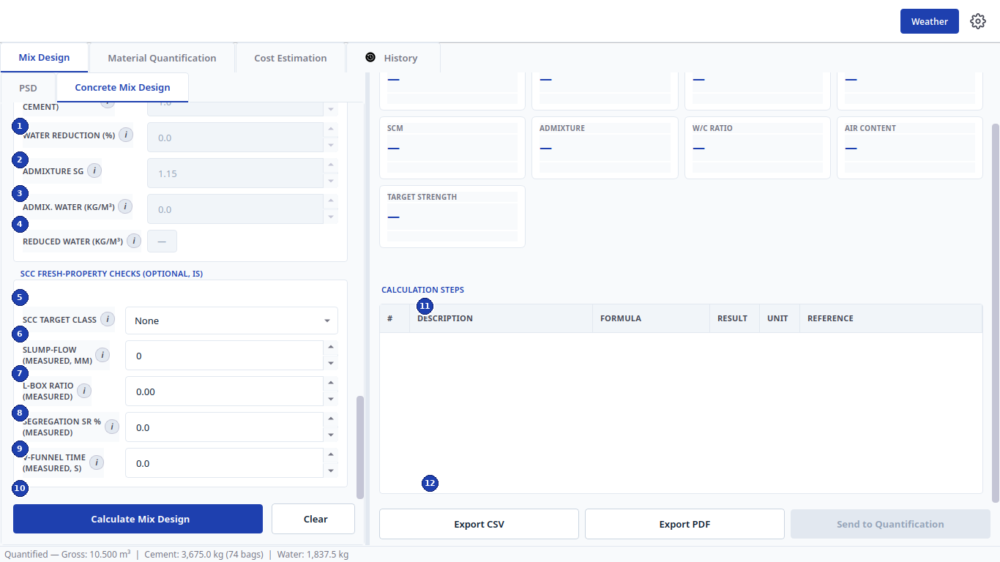 Weather
Mix Design
Material Quantification
Cost Estimation
History
PSD
Concrete Mix Design
CEMENT)
1
WATER REDUCTION (%)
i
0.0
2
ADMIXTURE SG
i
1.15
3
ADMIX. WATER (KG/M³)
i
0.0
4
REDUCED WATER (KG/M³)
i
—
SCC FRESH-PROPERTY CHECKS (OPTIONAL, IS)
5
SCC TARGET CLASS
i
None
6
SLUMP-FLOW
(MEASURED, MM)
i
0
7
L-BOX RATIO
(MEASURED)
i
0.00
8
SEGREGATION SR %
(MEASURED)
i
0.0
9
V-FUNNEL TIME
(MEASURED, S)
i
0.0
10
Calculate Mix Design
Clear
— — — —
SCM
—
ADMIXTURE
—
W/C RATIO
—
AIR CONTENT
—
TARGET STRENGTH
—
CALCULATION STEPS
11
# DESCRIPTION FORMULA RESULT UNIT REFERENCE
12
Export CSV
Export PDF
Send to Quantification
Quantified — Gross: 10.500 m³ | Cement: 3,675.0 kg (74 bags) | Water: 1,837.5 kg